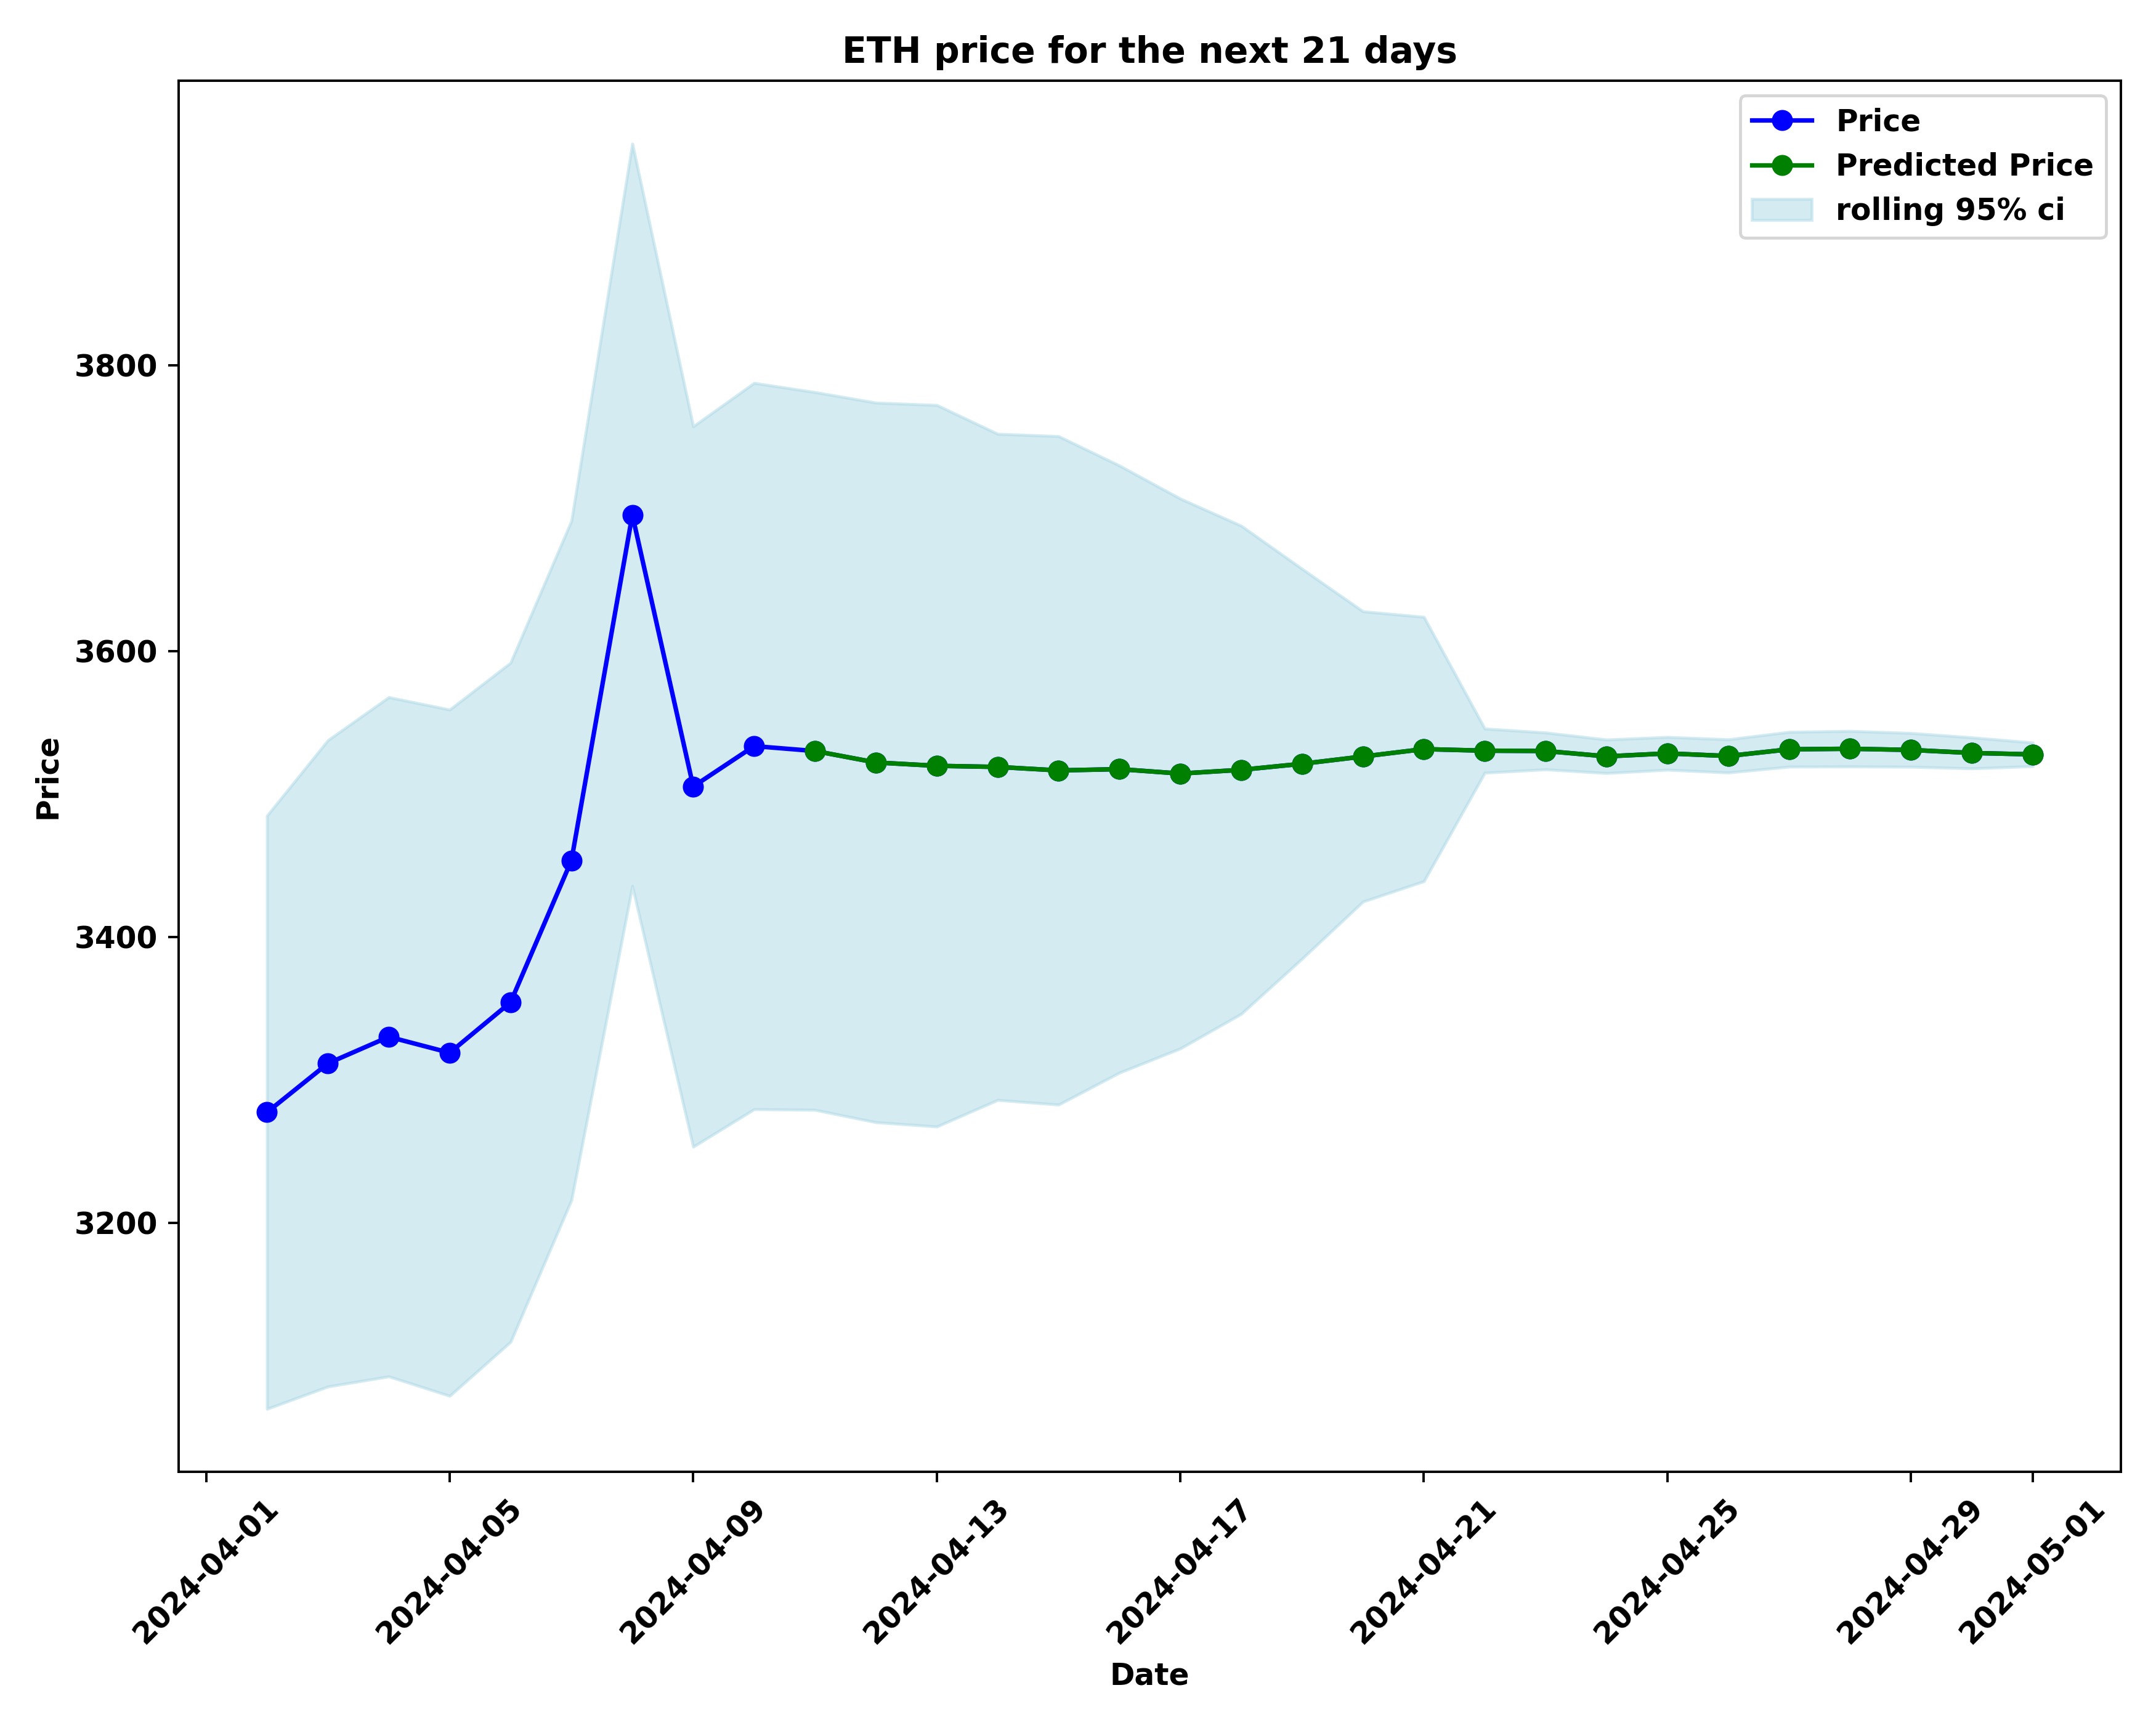 ETH price for the next 21 days
Price
Predicted Price
rolling 95% ci
3800
3600
3400
3200
Price
2024-04-01
2024-04-05
2024-04-09
2024-04-13
2024-04-17
2024-04-21
2024-04-25
2024-04-29
2024-05-01
Date